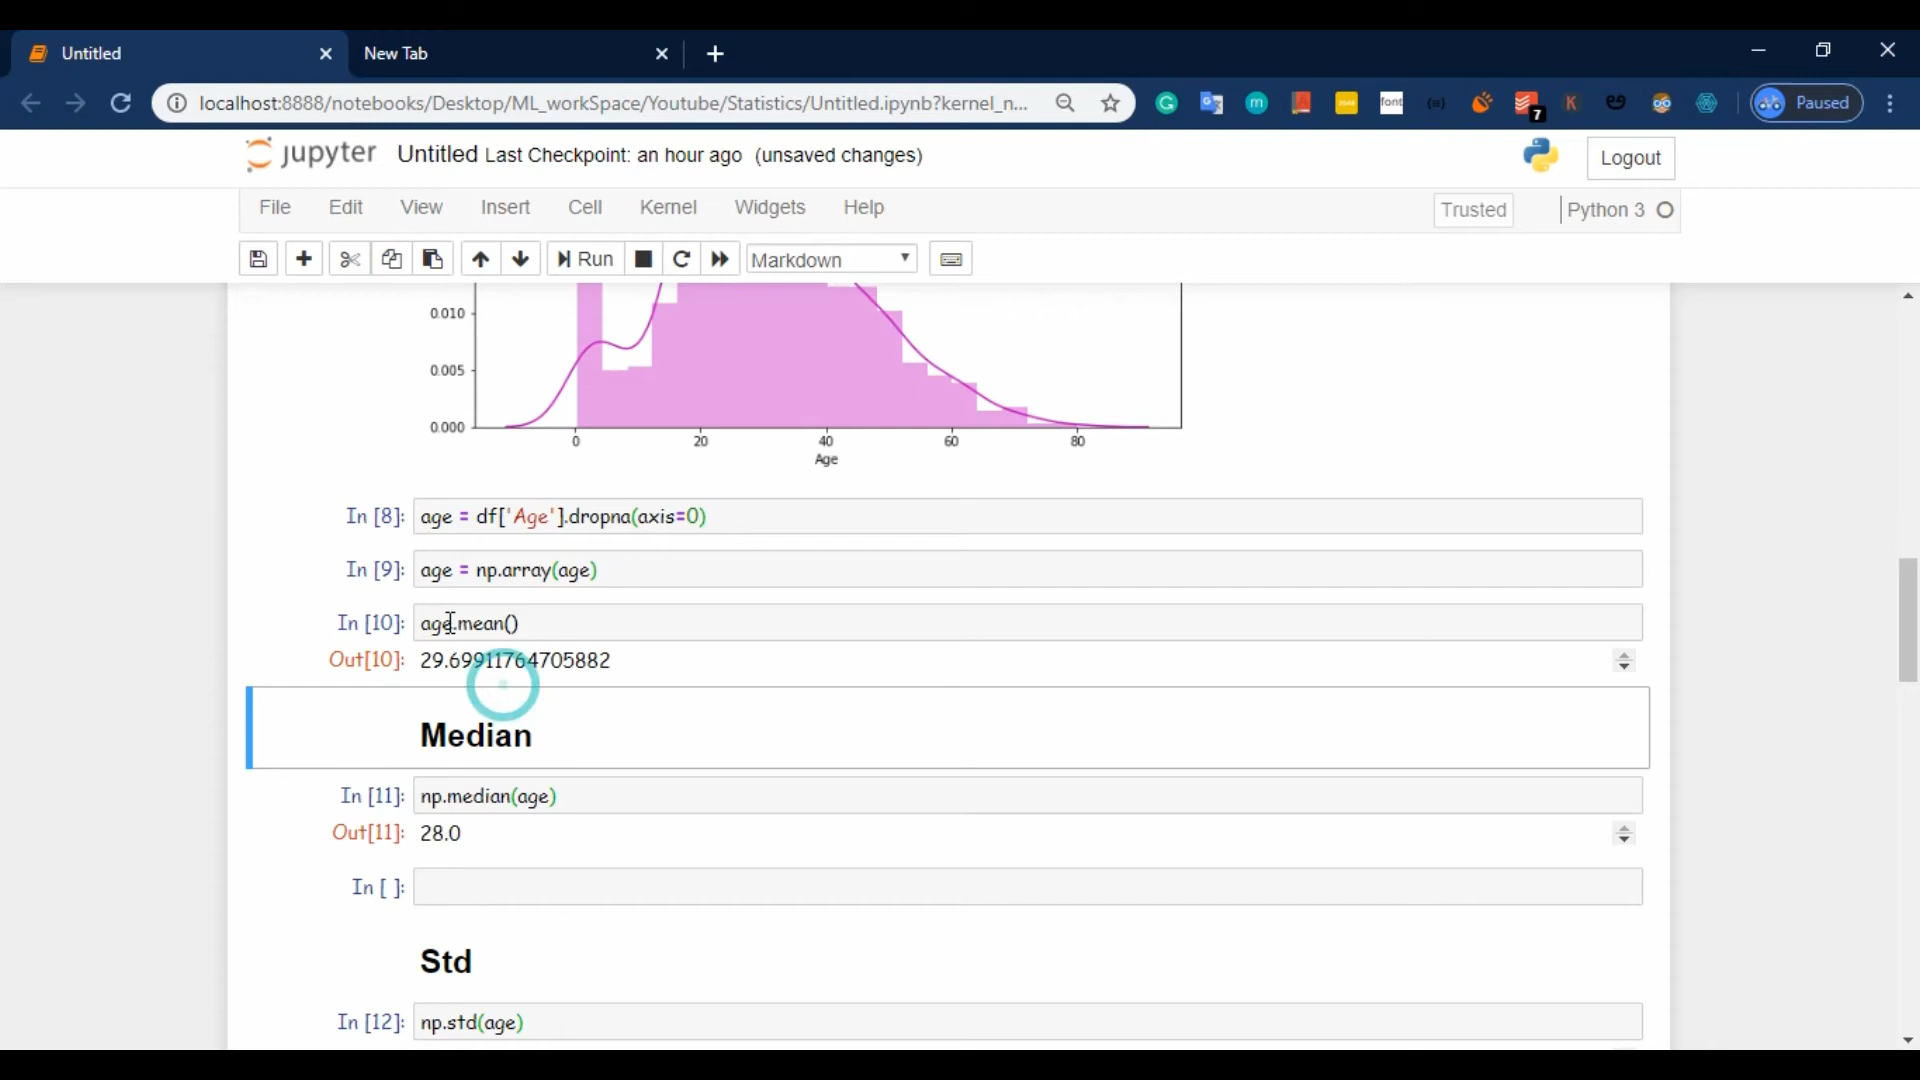 Untitled
New Tab
localhost:8888/notebooks/Desktop/ML_workSpace/Youtube/Statistics/Untitled.ipynb?kernel_n...
font
7
K
Paused
jupyter Untitled Last Checkpoint: an hour ago (unsaved changes)
Logout
File Edit View Insert Cell Kernel Widgets Help
Trusted
Python 3
Run
Markdown
0.010
0.005
0.000
0 20 40 60 80
Age
In [8]: age = df['Age'].dropna(axis=0)
In [9]: age = np.array(age)
In [10]: age.mean()
Out[10]: 29.69911764705882
Median
In [11]: np.median(age)
Out[11]: 28.0
In [ ]:
Std
In [12]: np.std(age)